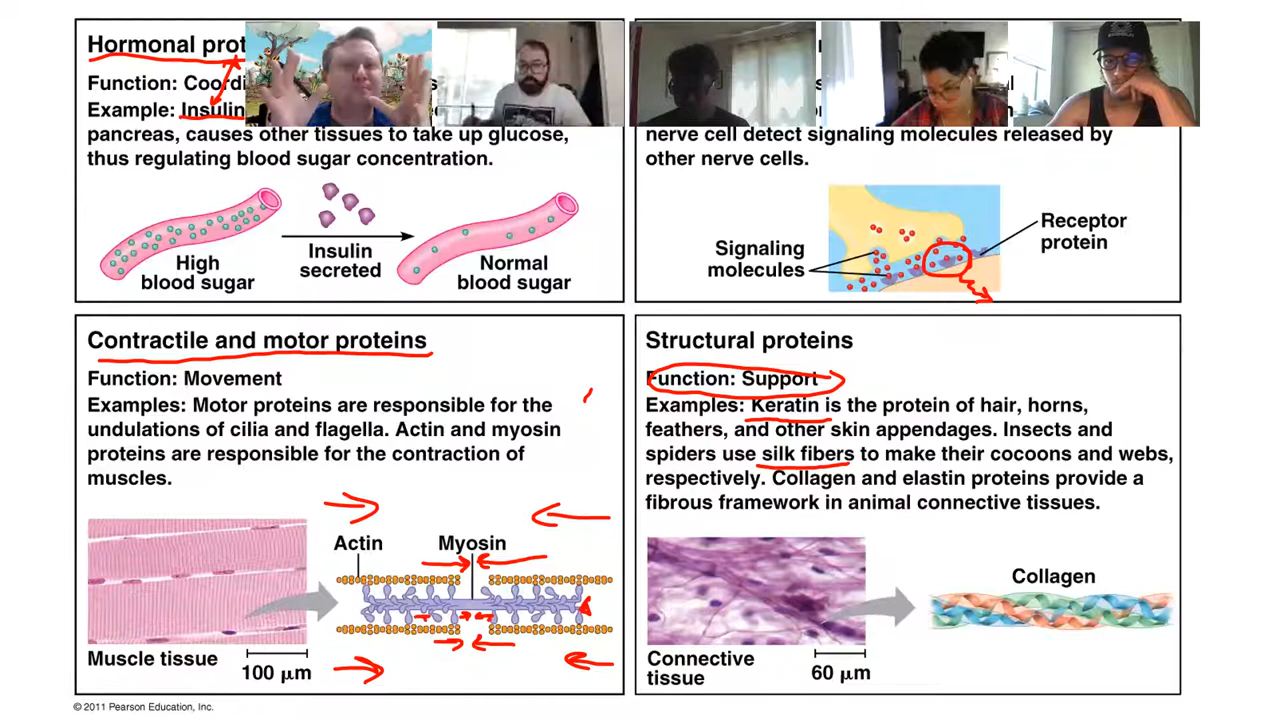 Hormonal
Function:
Example: Insulin
pancreas, causes other tissues to take up glucose,
thus regulating blood sugar concentration.
High
blood sugar
Insulin
secreted
Normal
blood sugar
nerve cell detect signaling molecules released by
other nerve cells.
Signaling
molecules
Receptor
protein
Contractile and motor proteins
Function: Movement
Examples: Motor proteins are responsible for the
undulations of cilia and flagella. Actin and myosin
proteins are responsible for the contraction of
muscles.
Actin
Myosin
Muscle tissue
100 µm
Structural proteins
Function: Support
Examples: Keratin is the protein of hair, horns,
feathers, and other skin appendages. Insects and
spiders use silk fibers to make their cocoons and webs,
respectively. Collagen and elastin proteins provide a
fibrous framework in animal connective tissues.
Collagen
Connective
tissue
60 µm
© 2011 Pearson Education, Inc.